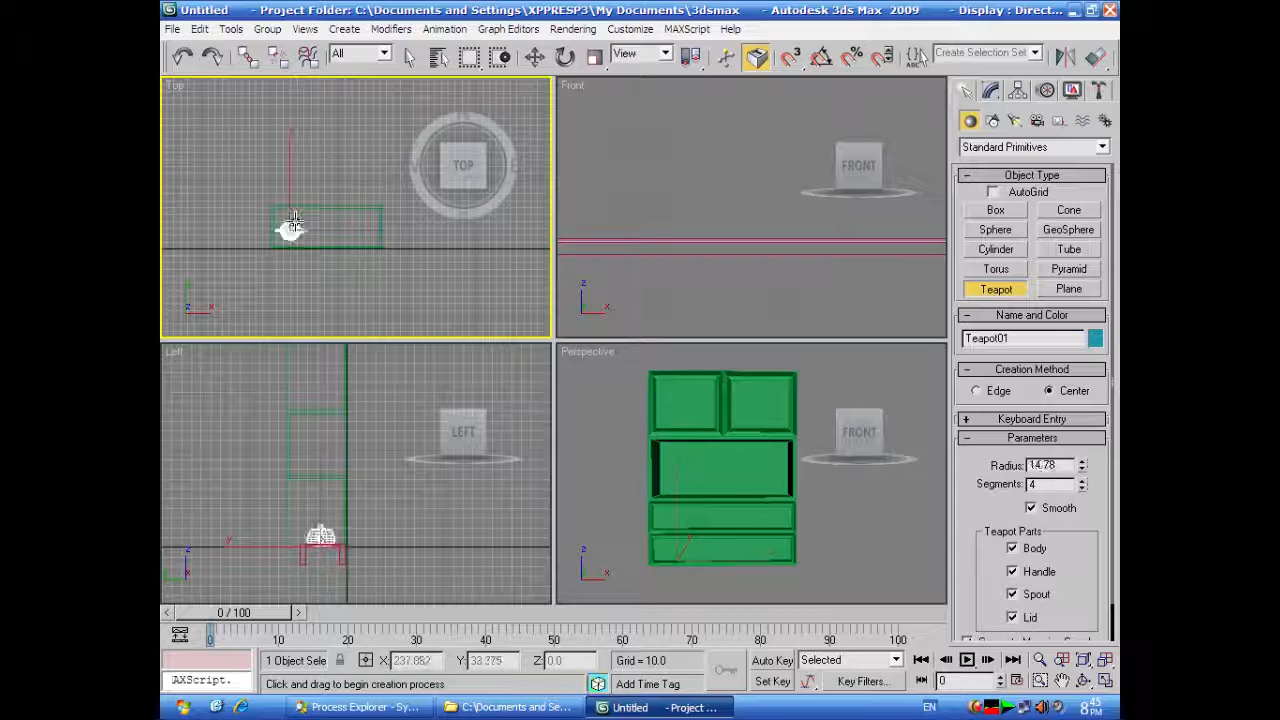 Untitled - Project Folder: C:\Documents and Settings\XPPRESP3\My Documents\3dsmax - Autodesk 3ds Max 2009 - Display : Direct...
File Edit Tools Group Views Create Modifiers Animation Graph Editors Rendering Customize MAXScript Help
All View Create Selection Set
Top
TOP
Front
FRONT
Left
LEFT
Perspective
FRONT
Standard Primitives
Object Type
AutoGrid
Box Cone
Sphere GeoSphere
Cylinder Tube
Torus Pyramid
Teapot Plane
Name and Color
Teapot01
Creation Method
Edge Center
Keyboard Entry
Parameters
Radius: 14.78
Segments: 4
Smooth
Teapot Parts
Body
Handle
Spout
Lid
0 / 100
0 10 20 30 40 50 60 70 80 90 100
1 Object Sele X: 237.882 Y: 33.375 Z: 0.0 Grid = 10.0 Auto Key Selected
AXScript. Click and drag to begin creation process Add Time Tag Set Key Key Filters... 0
Process Explorer - Sy... C:\Documents and Se... Untitled - Project ... EN 8:45 PM